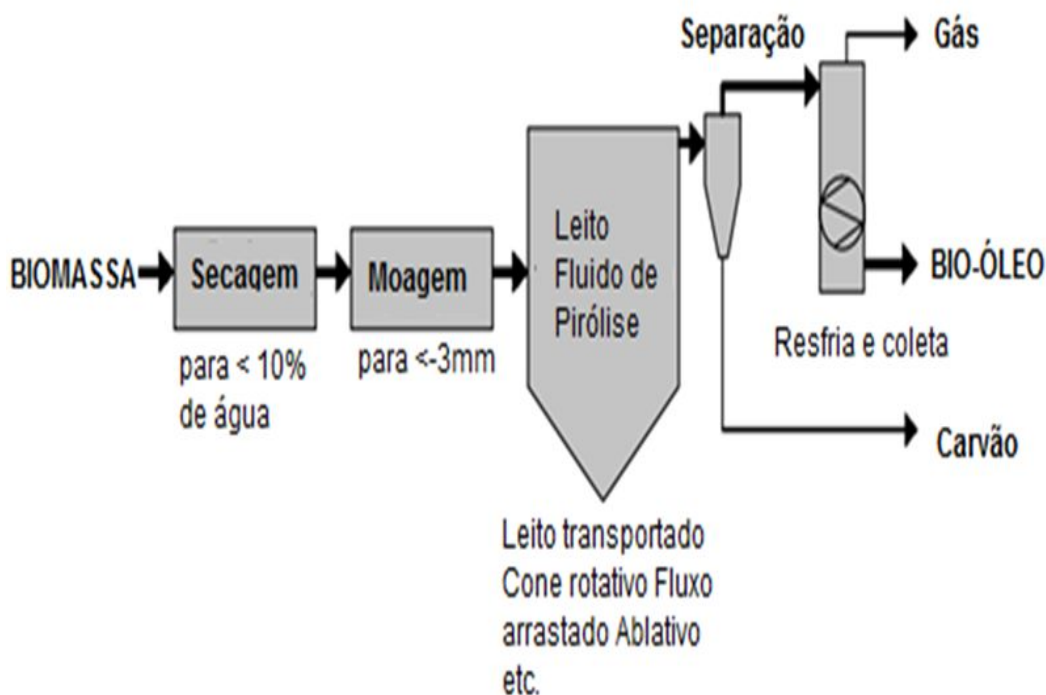 Separação
Gás
BIOMASSA
Secagem
Moagem
Leito
Fluido de
Pirólise
BIO-ÓLEO
para < 10%
de água
para <-3mm
Resfria e coleta
Carvão
Leito transportado
Cone rotativo Fluxo
arrastado Ablativo
etc.